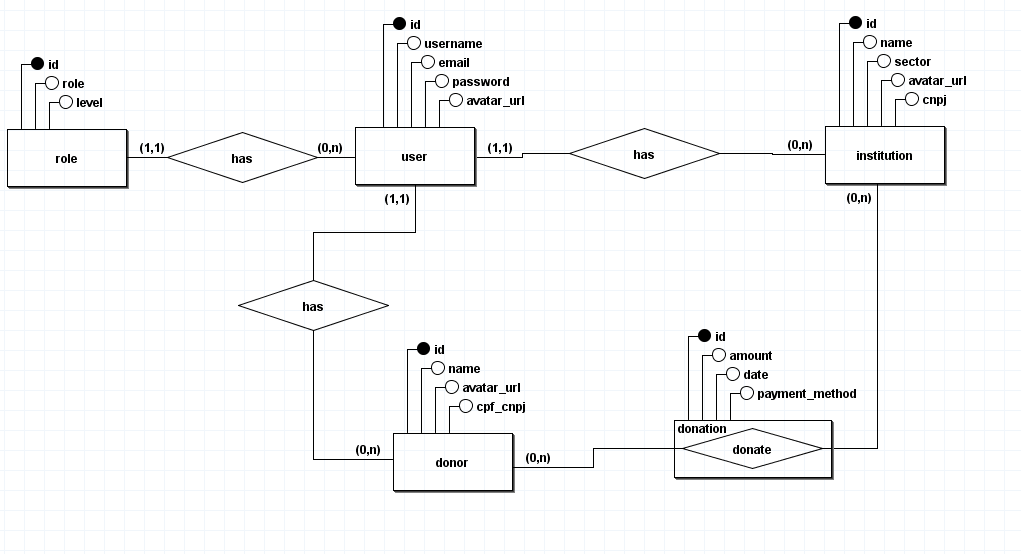 id
role
level
role
(1,1)
has
(0,n)
id
username
email
password
avatar_url
user
(1,1)
has
(0,n)
id
name
sector
avatar_url
cnpj
institution
(0,n)
(1,1)
has
(0,n)
id
name
avatar_url
cpf_cnpj
donor
(0,n)
id
amount
date
payment_method
donation
donate